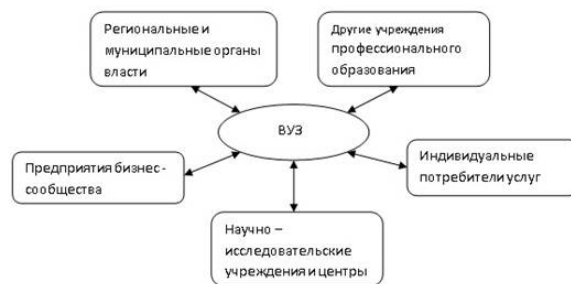 Региональные и
муниципальные органы
власти
Другие учреждения
профессионального
образования
ВУЗ
Предприятия бизнес-
сообщества
Индивидуальные
потребители услуг
Научно –
исследовательские
учреждения и центры